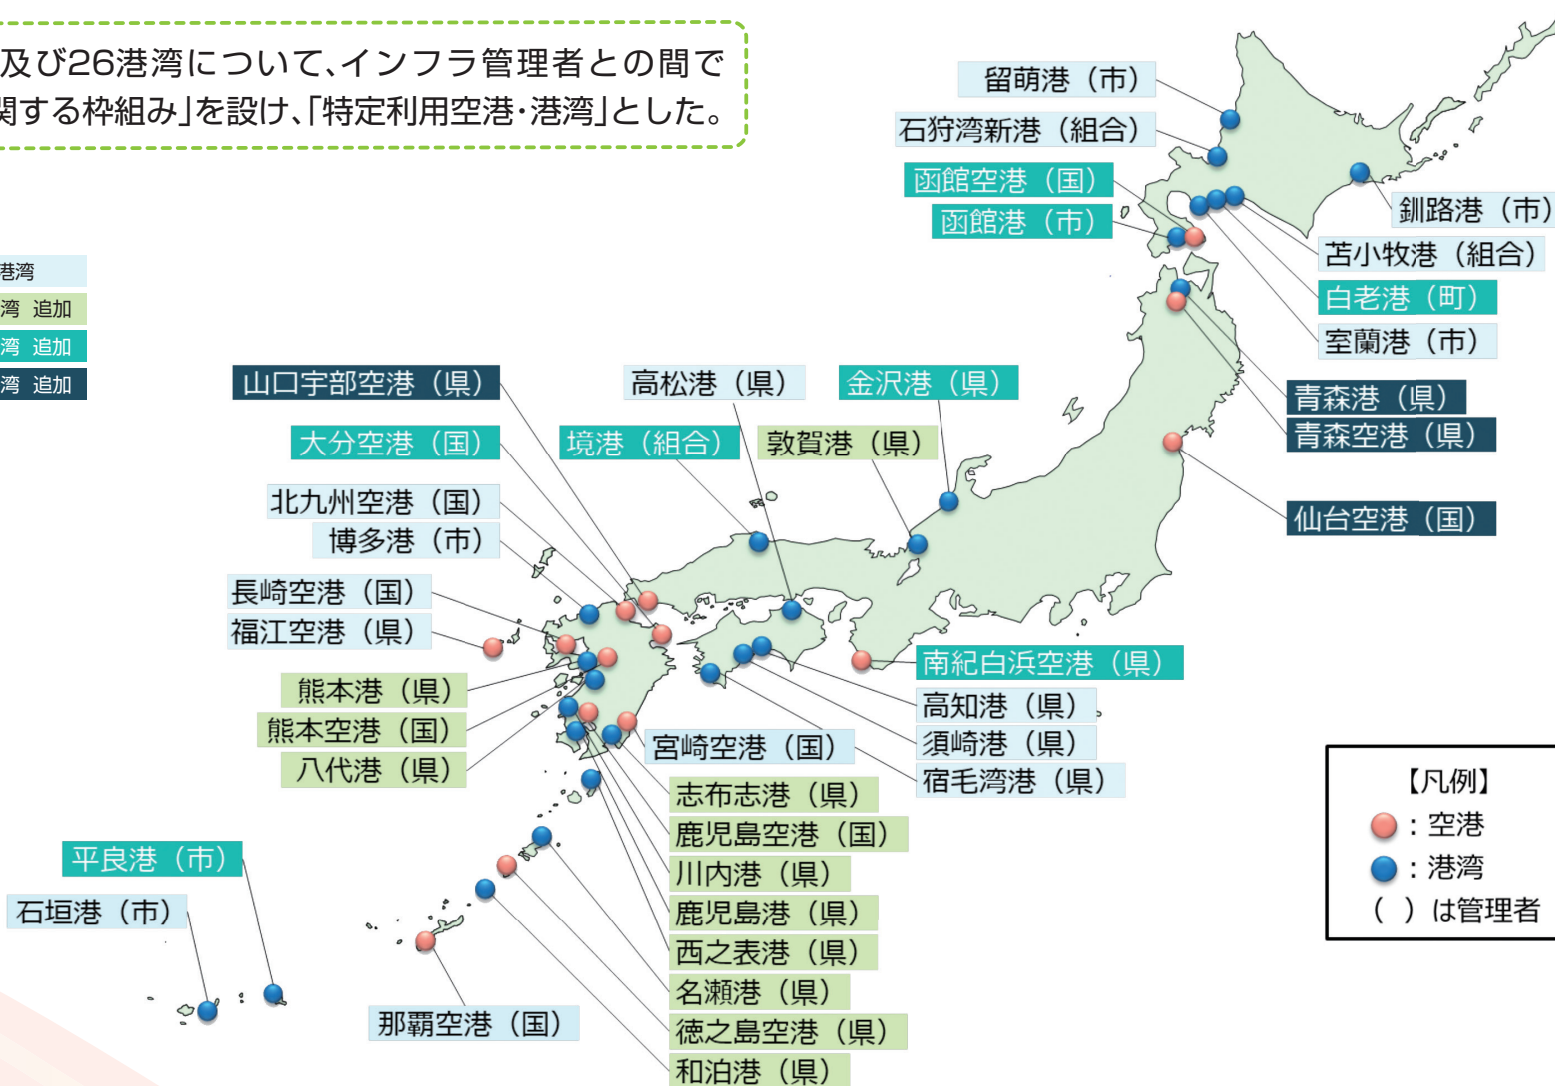 及び26港湾について、インフラ管理者との間で
関する枠組み」を設け、「特定利用空港・港湾」とした。
港湾
湾 追加
湾 追加
湾 追加
留萌港（市）
石狩湾新港（組合）
函館空港（国）
函館港（市）
釧路港（市）
苫小牧港（組合）
白老港（町）
室蘭港（市）
青森港（県）
青森空港（県）
仙台空港（国）
山口宇部空港（県）
高松港（県）
金沢港（県）
大分空港（国）
境港（組合）
敦賀港（県）
北九州空港（国）
博多港（市）
長崎空港（国）
福江空港（県）
熊本港（県）
熊本空港（国）
八代港（県）
南紀白浜空港（県）
高知港（県）
須崎港（県）
宿毛湾港（県）
宮崎空港（国）
志布志港（県）
鹿児島空港（国）
川内港（県）
鹿児島港（県）
西之表港（県）
名瀬港（県）
徳之島空港（県）
和泊港（県）
平良港（市）
石垣港（市）
那覇空港（国）
【凡例】
：空港
：港湾
（ ）は管理者